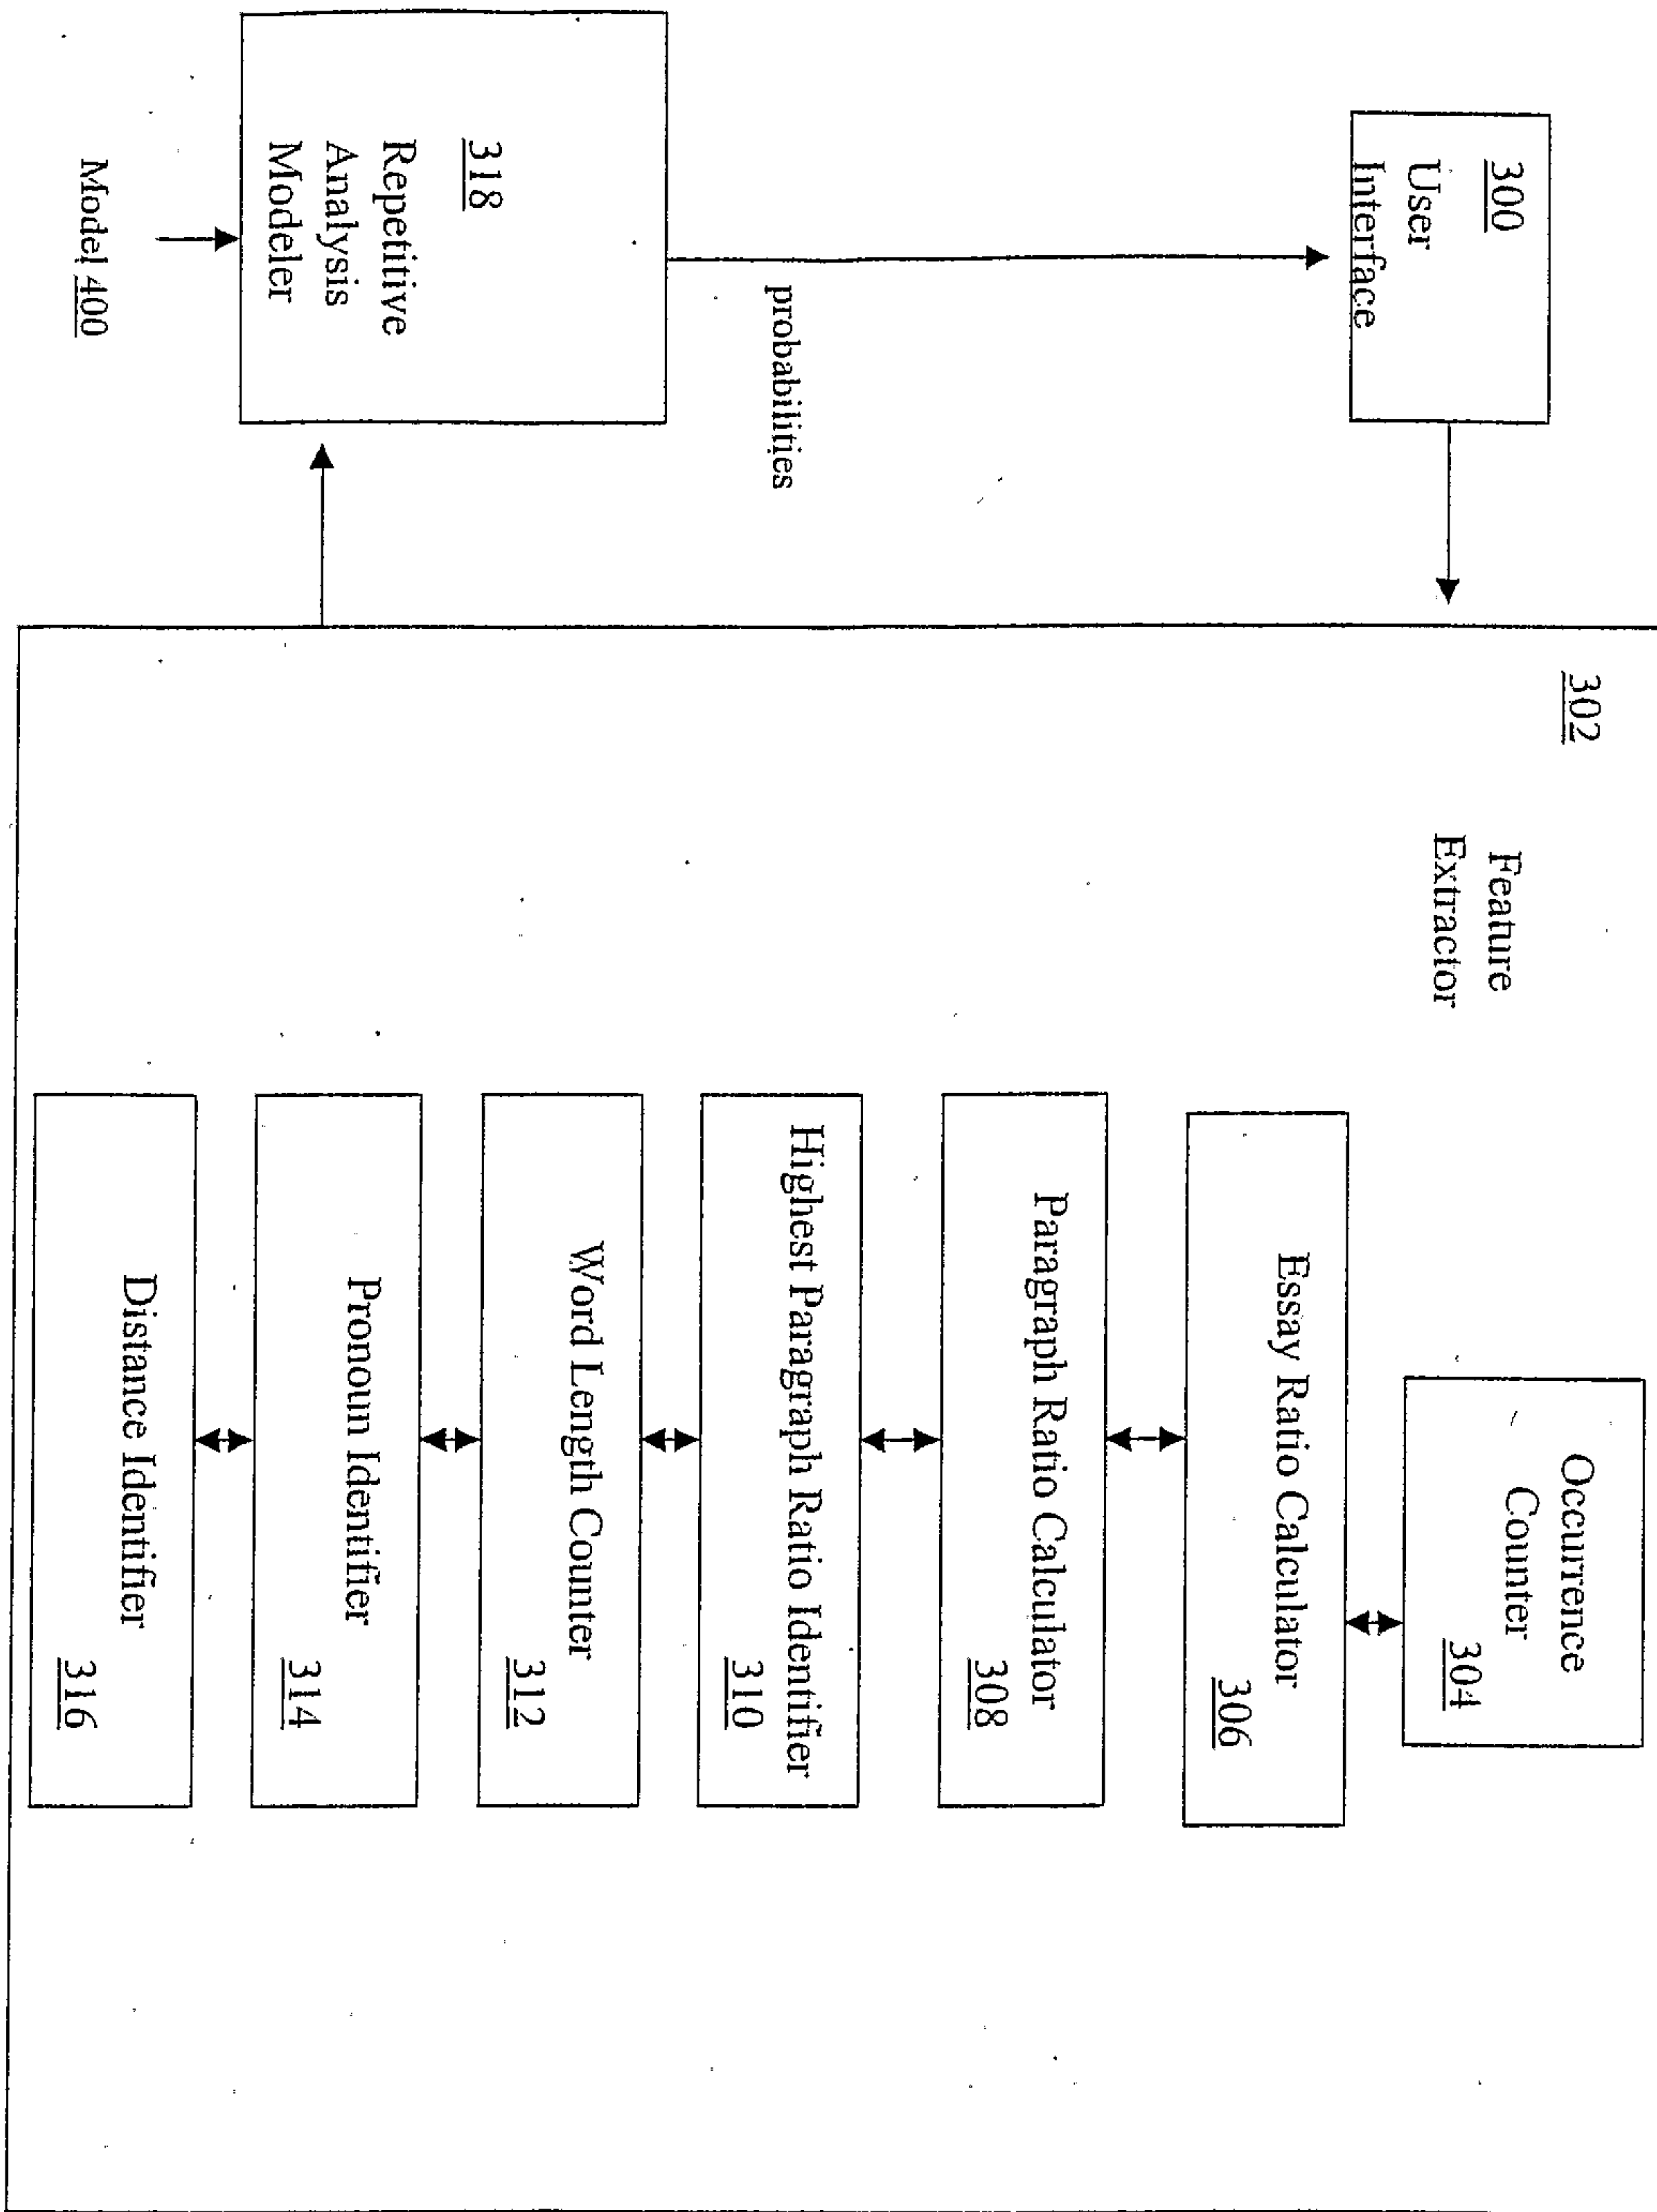 300
User
Interface
probabilities
318
Repetitive
Analysis
Modeler
Model 400
302
Feature
Extractor
Occurrence
Counter
304
Essay Ratio Calculator
306
Paragraph Ratio Calculator
308
Highest Paragraph Ratio Identifier
310
Word Length Counter
312
Pronoun Identifier
314
Distance Identifier
316